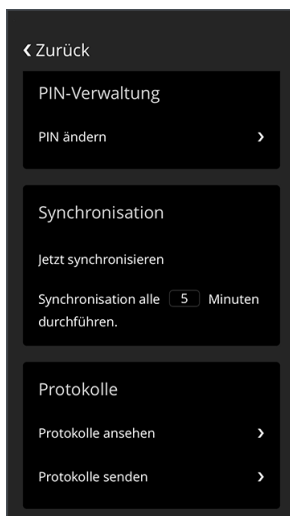 Zurück
PIN-Verwaltung
PIN ändern
Synchronisation
Jetzt synchronisieren
Synchronisation alle 5 Minuten
durchführen.
Protokolle
Protokolle ansehen
Protokolle senden